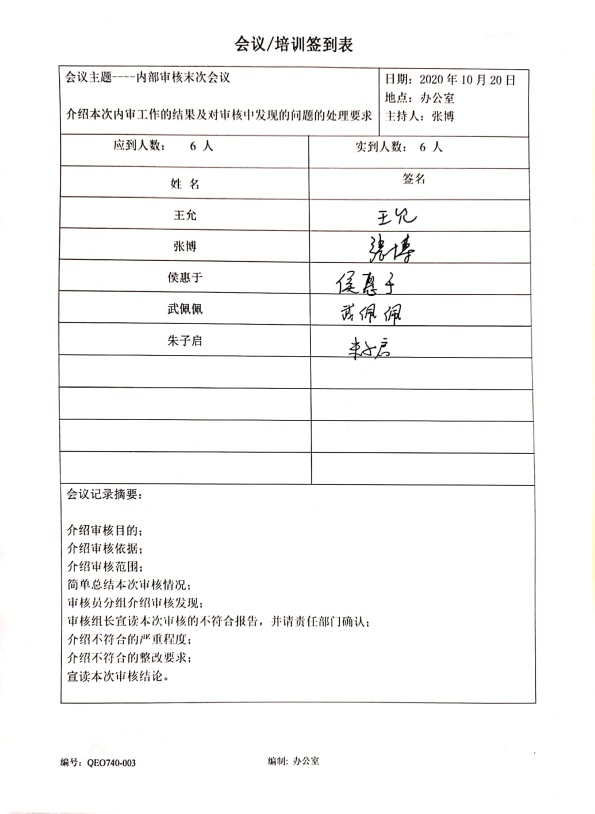 会议/培训签到表
会议主题----内部审核末次会议
介绍本次内审工作的结果及对审核中发现的问题的处理要求
日期：2020 年 10 月 20 日
地点：办公室
主持人：张博
应到人数： 6 人 实到人数： 6 人
姓 名 签名
王允 王允
张博 张博
侯惠于 侯惠于
武佩佩 武佩佩
朱子启 朱子启
会议记录摘要：
介绍审核目的；
介绍审核依据；
介绍审核范围；
简单总结本次审核情况；
审核员分组介绍审核发现；
审核组长宣读本次审核的不符合报告，并请责任部门确认；
介绍不符合的严重程度；
介绍不符合的整改要求；
宣读本次审核结论。
编号：QEO740-003 编制: 办公室